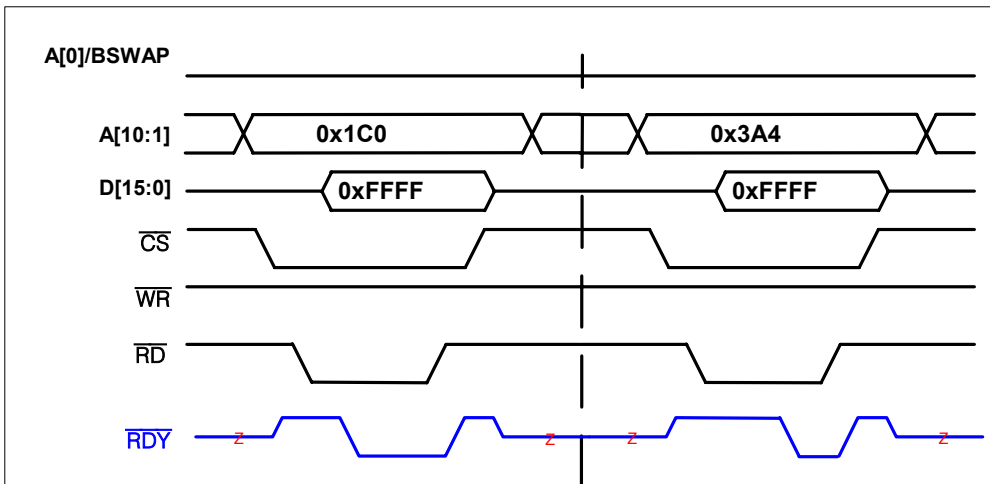 A[0]/BSWAP
A[10:1] 0x1C0 0x3A4
D[15:0] 0xFFFF 0xFFFF
CS
WR
RD
RDY Z Z Z Z